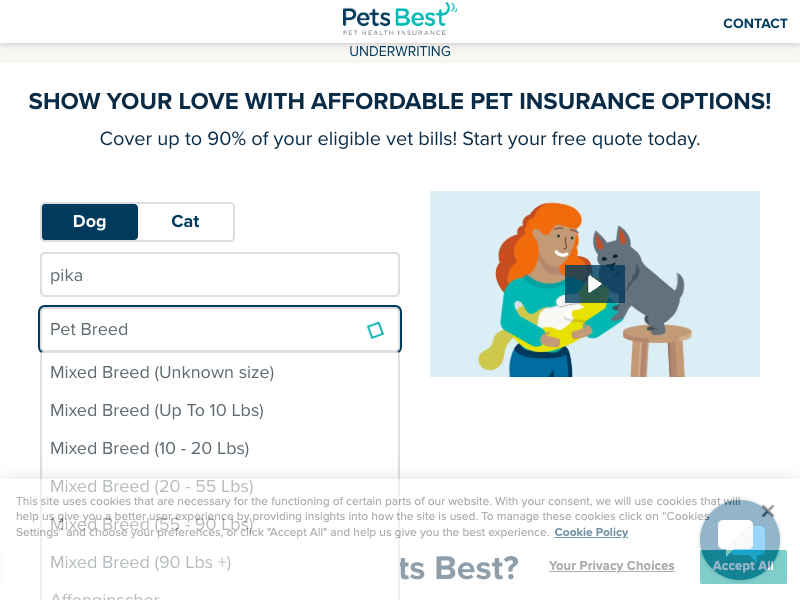 Pets Best
PET HEALTH INSURANCE
CONTACT
UNDERWRITING
SHOW YOUR LOVE WITH AFFORDABLE PET INSURANCE OPTIONS!
Cover up to 90% of your eligible vet bills! Start your free quote today.
Dog
Cat
pika
Pet Breed
Mixed Breed (Unknown size)
Mixed Breed (Up To 10 Lbs)
Mixed Breed (10 - 20 Lbs)
Mixed Breed (20 - 55 Lbs)
Mixed Breed (55 - 90 Lbs)
Mixed Breed (90 Lbs +)
Affenpinscher
This site uses cookies that are necessary for the functioning of certain parts of our website. With your consent, we will use cookies that will
help us give you a better user experience by providing insights into how the site is used. To manage these cookies click on "Cookies
Settings" and choose your preferences, or click "Accept All" and help us give you the best experience. Cookie Policy
ts Best?
Your Privacy Choices
Accept All